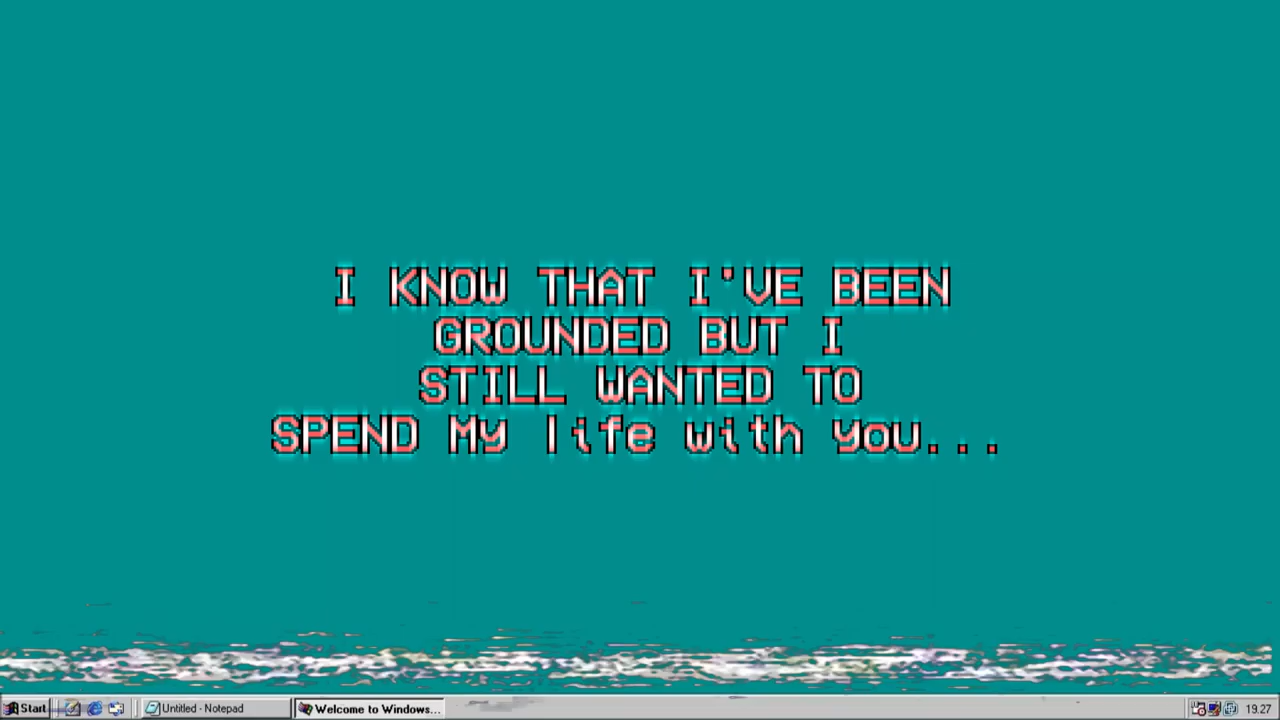 I KNOW THAT I'VE BEEN
GROUNDED BUT I
STILL WANTED TO
SPEND My life with you...
Start
Untitled - Notepad
Welcome to Windows...
19.27